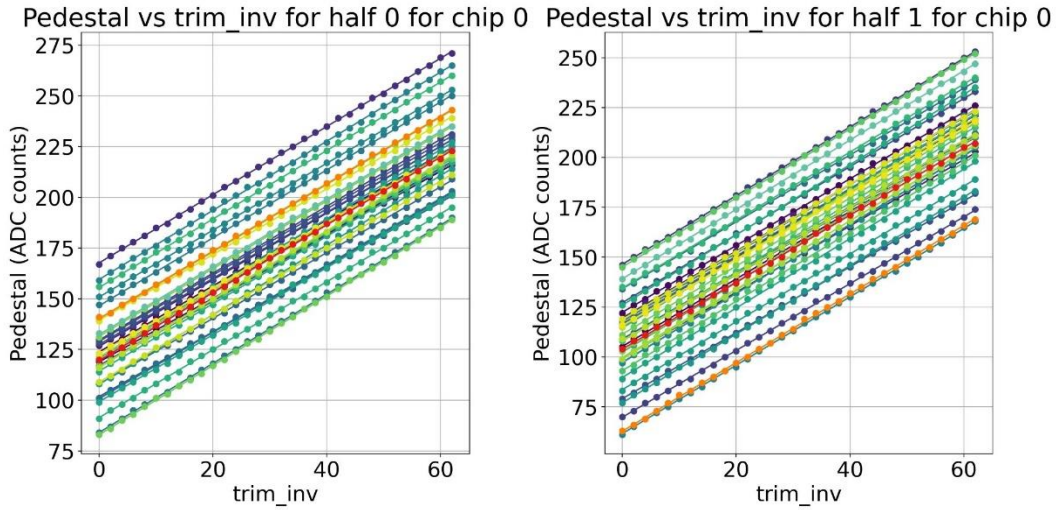 Pedestal vs trim_inv for half 0 for chip 0
275
250
225
200
175
150
125
100
75
0 20 40 60
Pedestal (ADC counts)
trim_inv
Pedestal vs trim_inv for half 1 for chip 0
250
225
200
175
150
125
100
75
0 20 40 60
Pedestal (ADC counts)
trim_inv